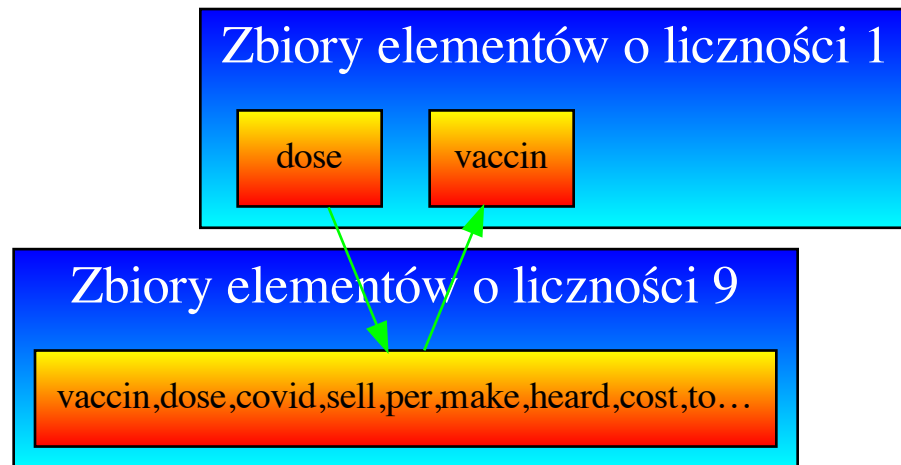 Zbiory elementów o liczności 1
dose vaccin
Zbiory elementów o liczności 9
vaccin,dose,covid,sell,per,make,heard,cost,to…